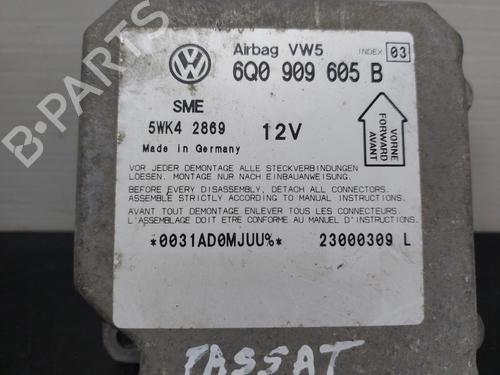 Airbag VW5 INDEX 03
6Q0 909 605 B
SME
5WK4 2869 12V
Made in Germany
VORNE
FORWARD
AVANT
VOR JEDER DEMONTAGE ALLE STECKVERBINDUNGEN
LOESEN. MONTAGE NUR NACH EINBAUANWEISUNG.
BEFORE EVERY DISASSEMBLY, DETACH ALL CONNECTORS.
ASSEMBLE STRICTLY ACCORDING TO MANUAL INSTRUCTIONS.
AVANT TOUT DEMONTAGE ENLEVER TOUS LES CONNECTEURS.
L'ASSEMBLAGE DOIT ETRE CONFORME AU MANUEL D'INSTRUCTIONS.
*0031AD0MJUU%* 23000309 L
PASSAT